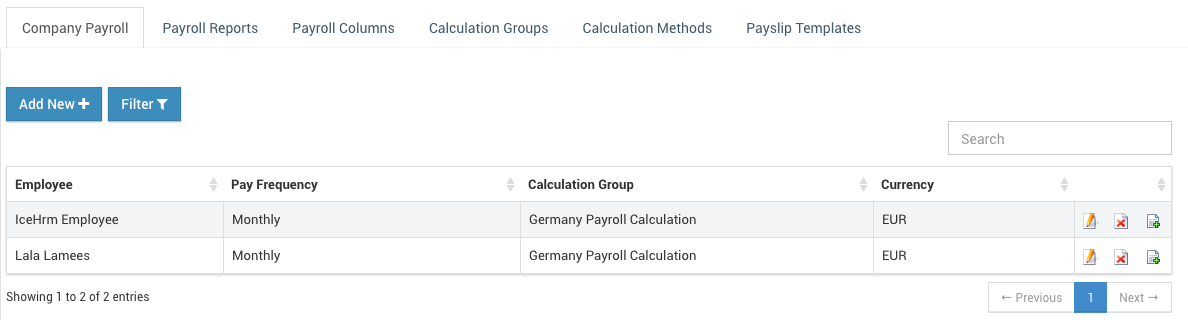 Company Payroll Payroll Reports Payroll Columns Calculation Groups Calculation Methods Payslip Templates
Add New Filter
Search
Employee Pay Frequency Calculation Group Currency
IceHrm Employee Monthly Germany Payroll Calculation EUR
Lala Lamees Monthly Germany Payroll Calculation EUR
Showing 1 to 2 of 2 entries
← Previous 1 Next →